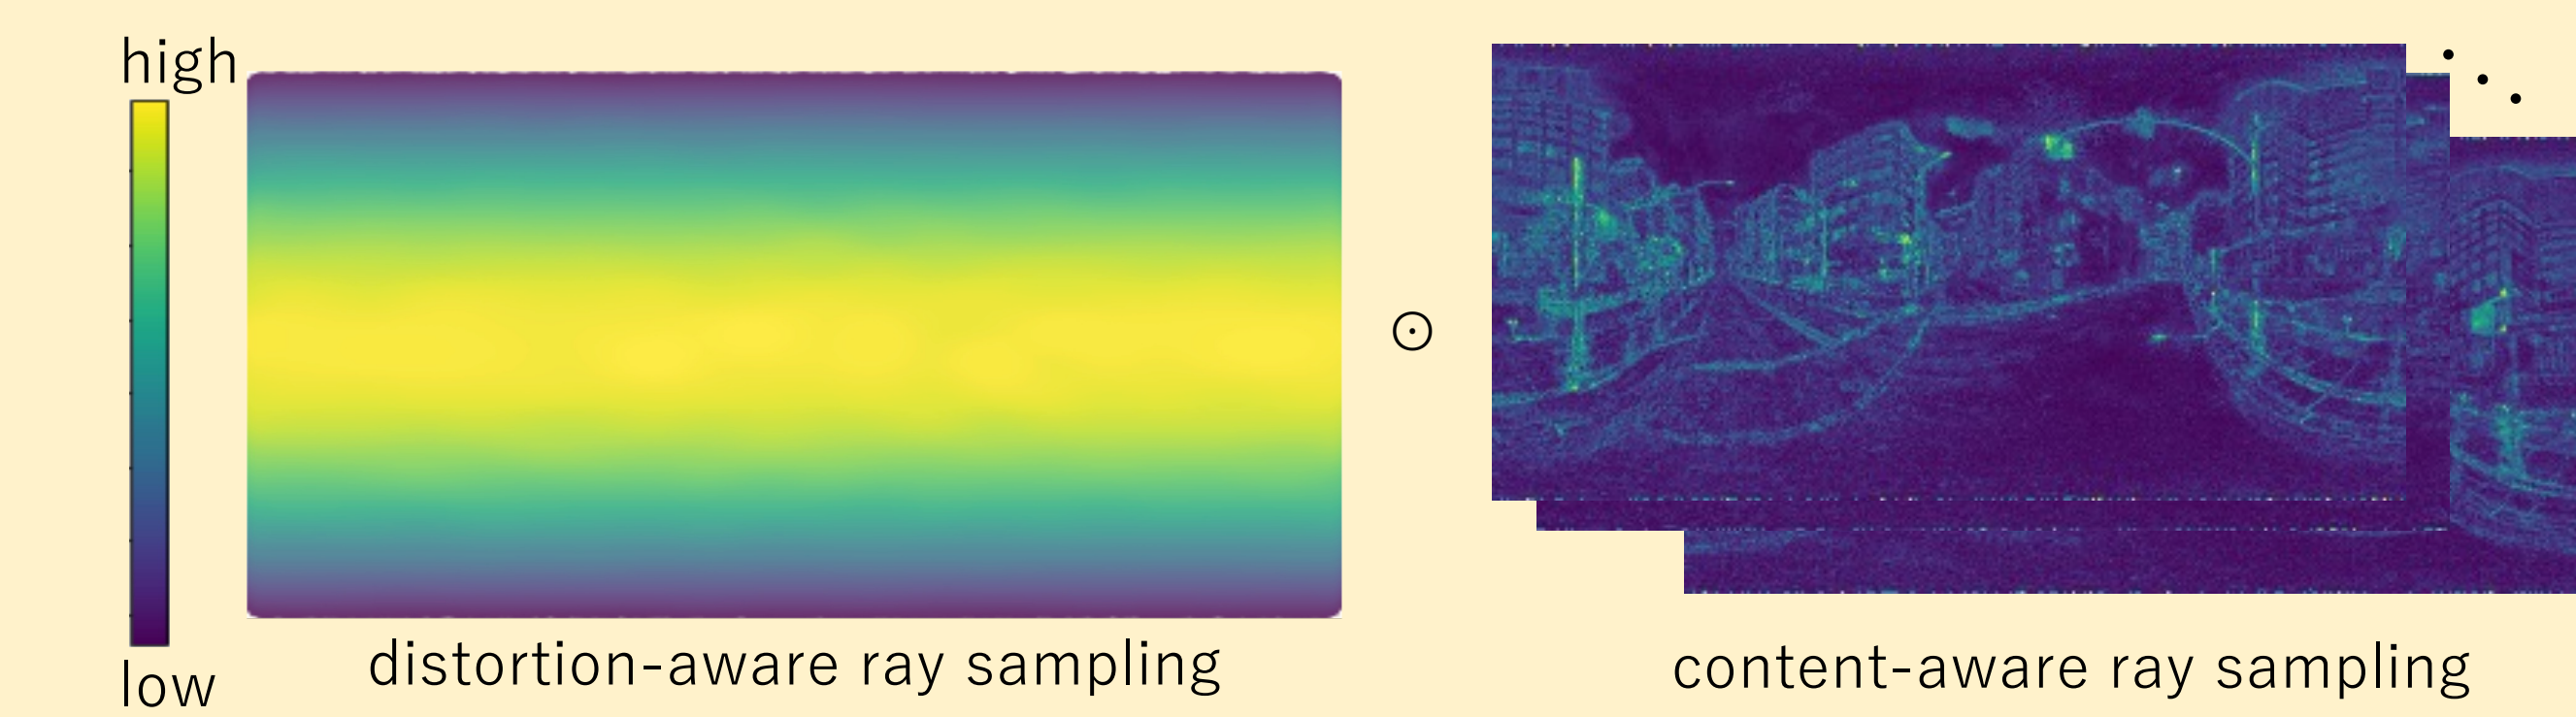 high
low
distortion-aware ray sampling
⊙
content-aware ray sampling